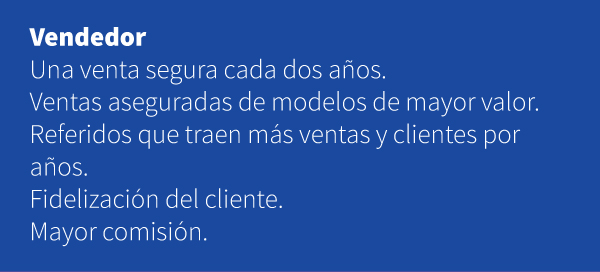 Vendedor
Una venta segura cada dos años.
Ventas aseguradas de modelos de mayor valor.
Referidos que traen más ventas y clientes por
años.
Fidelización del cliente.
Mayor comisión.